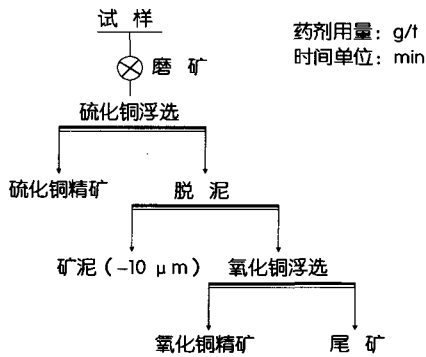 试样
药剂用量：g/t
时间单位：min
磨矿
硫化铜浮选
硫化铜精矿
脱泥
矿泥（-10 μm）
氧化铜浮选
氧化铜精矿
尾矿